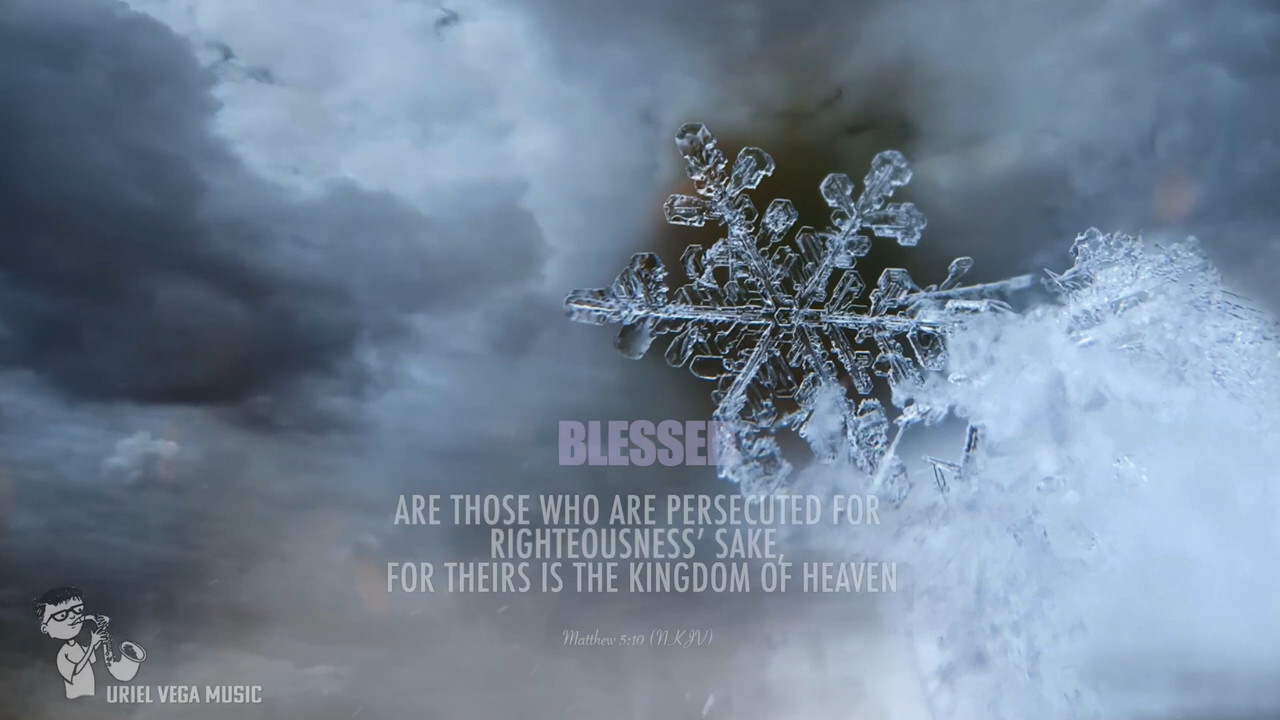 BLESSED
ARE THOSE WHO ARE PERSECUTED FOR
RIGHTEOUSNESS' SAKE,
FOR THEIRS IS THE KINGDOM OF HEAVEN
Matthew 5:10 (NKJV)
URIEL VEGA MUSIC